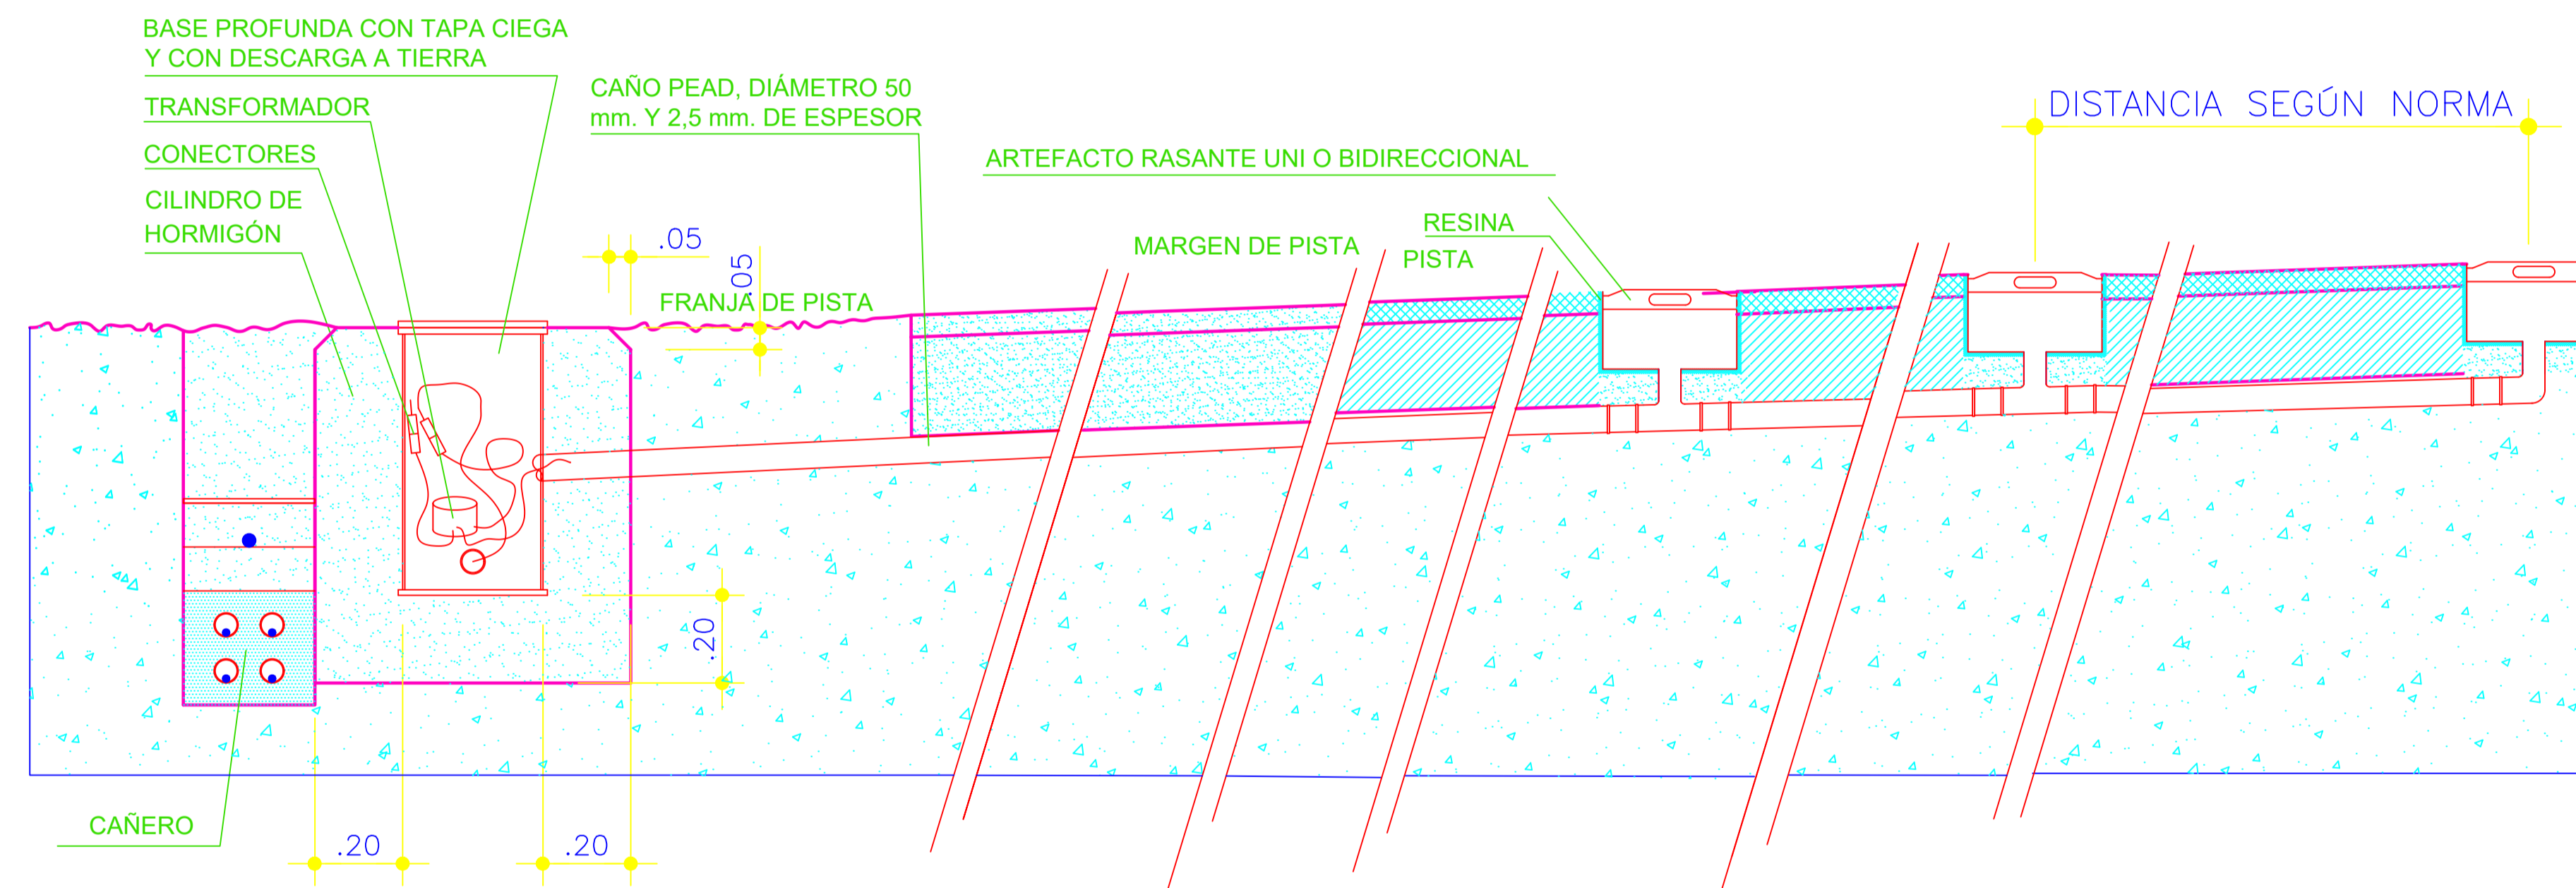 BASE PROFUNDA CON TAPA CIEGA
Y CON DESCARGA A TIERRA
TRANSFORMADOR
CONECTORES
CILINDRO DE
HORMIGÓN
CAÑO PEAD, DIÁMETRO 50
mm. Y 2,5 mm. DE ESPESOR
ARTEFACTO RASANTE UNI O BIDIRECCIONAL
DISTANCIA SEGÚN NORMA
RESINA
MARGEN DE PISTA
PISTA
FRANJA DE PISTA
.05
.05
.20
CAÑERO
.20
.20